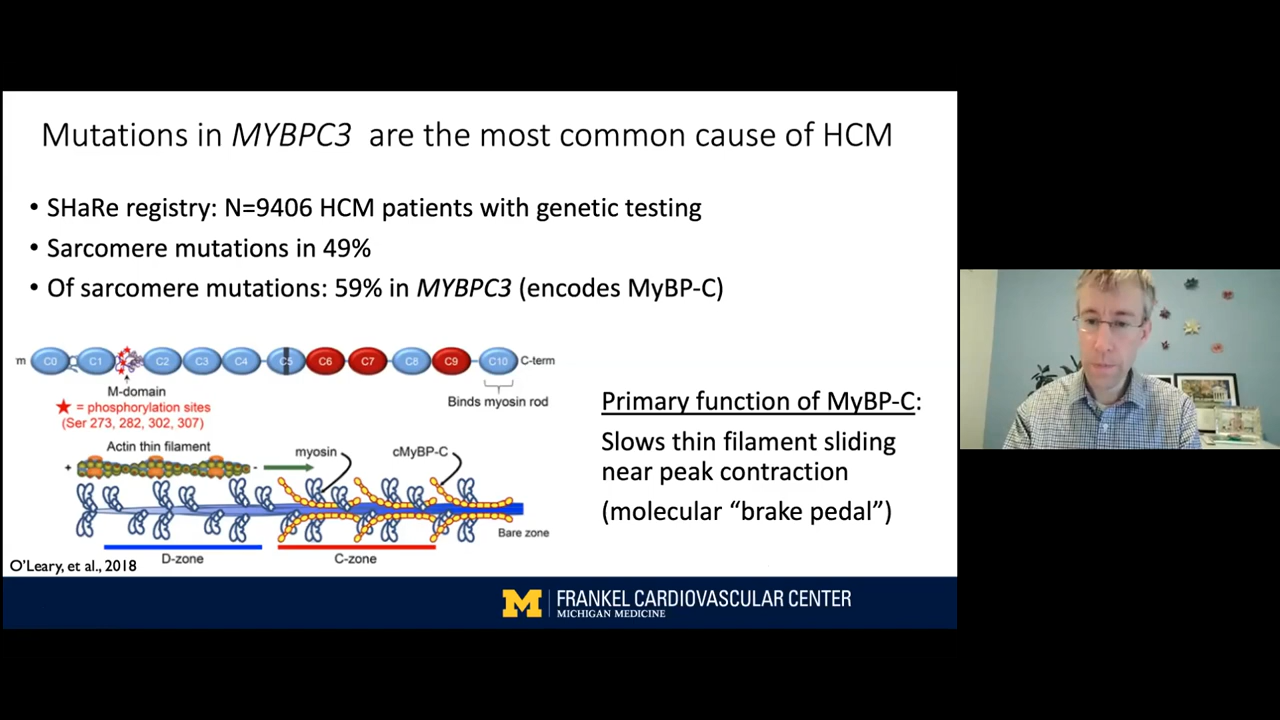 Mutations in MYBPC3 are the most common cause of HCM
• SHaRe registry: N=9406 HCM patients with genetic testing
• Sarcomere mutations in 49%
• Of sarcomere mutations: 59% in MYBPC3 (encodes MyBP-C)
m C0 C1 C2 C3 C4 C5 C6 C7 C8 C9 C10 C-term
M-domain
Binds myosin rod
★ = phosphorylation sites
(Ser 273, 282, 302, 307)
Actin thin filament
myosin
cMyBP-C
+ -
Bare zone
D-zone
C-zone
O'Leary, et al., 2018
Primary function of MyBP-C:
Slows thin filament sliding
near peak contraction
(molecular “brake pedal”)
M FRANKEL CARDIOVASCULAR CENTER
MICHIGAN MEDICINE